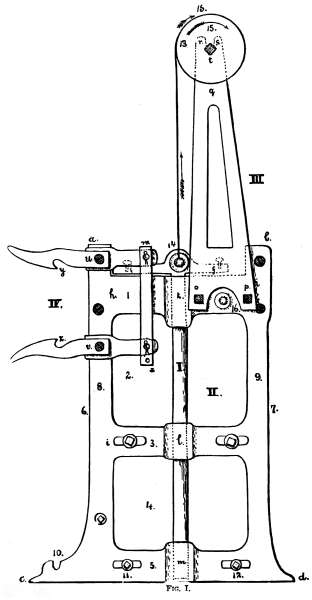 15.
15.
13
r
s
t
q
III
a.
m
14
b.
u
y
f
h.
1
k
o
p
16.
IV.
I.
II.
v.
z
n
2.
8.
9.
6.
7.
i
3.
l.
4.
10.
5.
m
11.
12.
c.
d.
FIG. I.